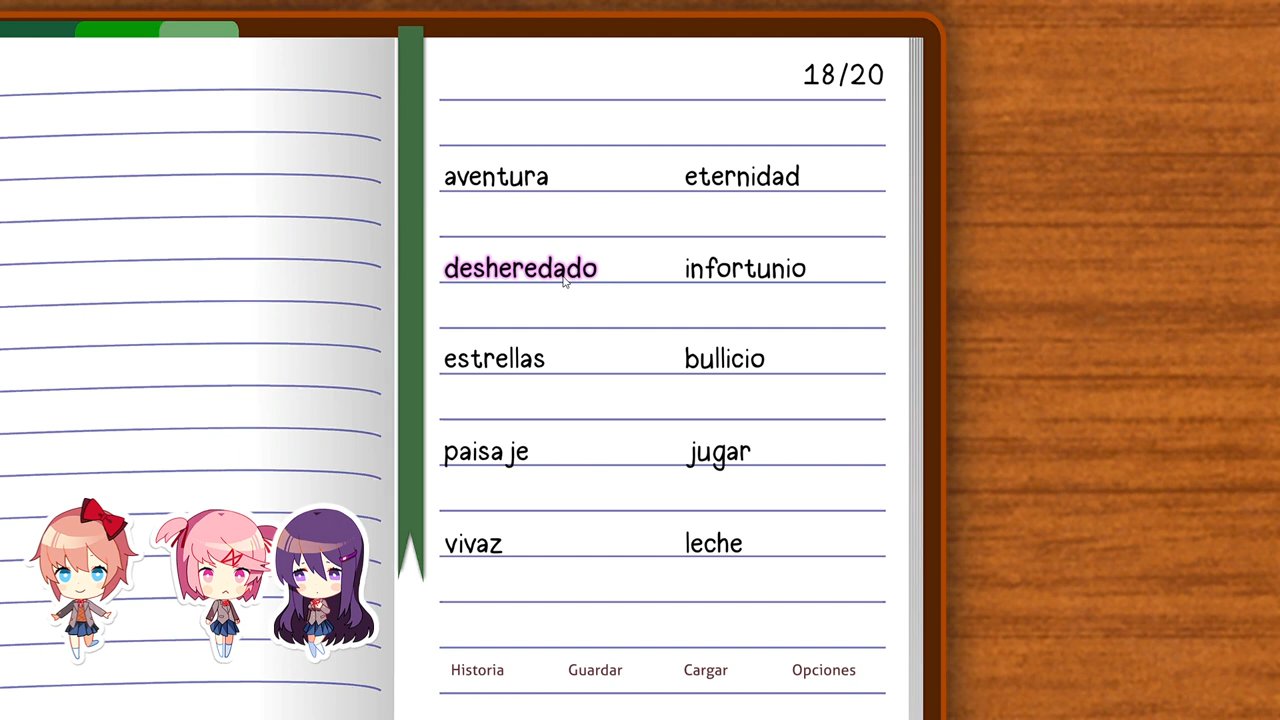 18/20
aventura eternidad
desheredado infortunio
estrellas bullicio
paisaje jugar
vivaz leche
Historia Guardar Cargar Opciones